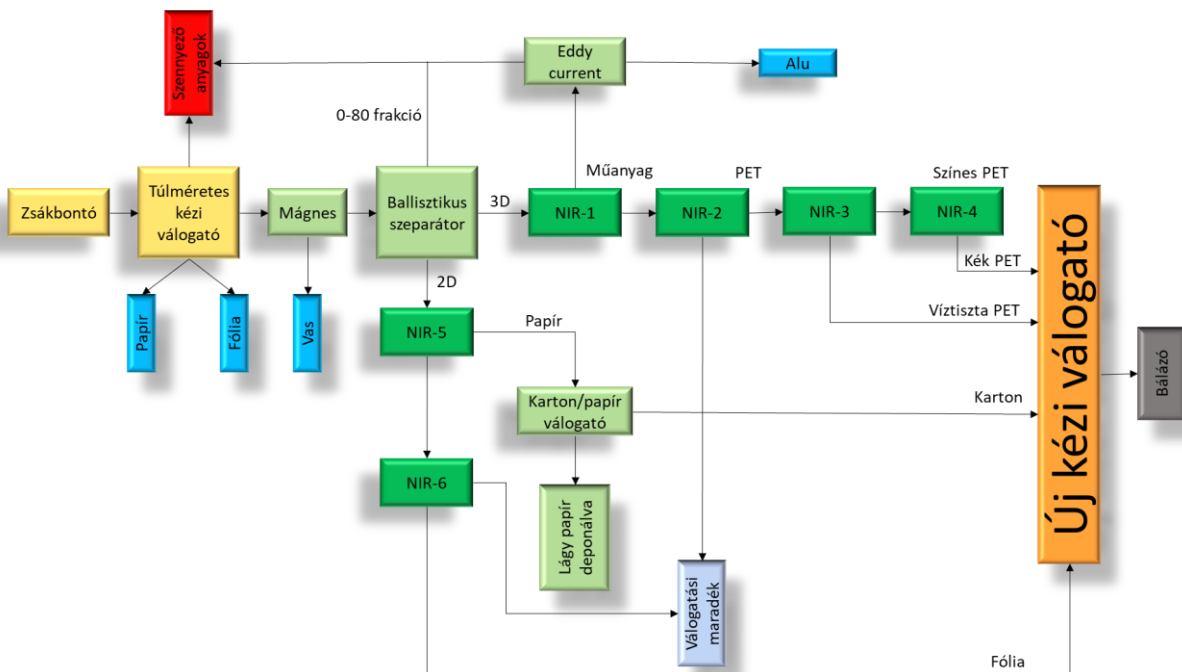 Szennyező
anyagok
Eddy
current
Alu
0-80 frakció
Zsákbontó
Túlméretes
kézi
válogató
Mágnes
Ballisztikus
szeparátor
3D
NIR-1
Műanyag
NIR-2
PET
NIR-3
Színes PET
NIR-4
Kék PET
Víztiszta PET
Új kézi válogató
Bálázó
2D
Papír
Fólia
Vas
NIR-5
Papír
Karton/papír
válogató
Karton
NIR-6
Lágy papír
deponálva
Válogatási
maradék
Fólia